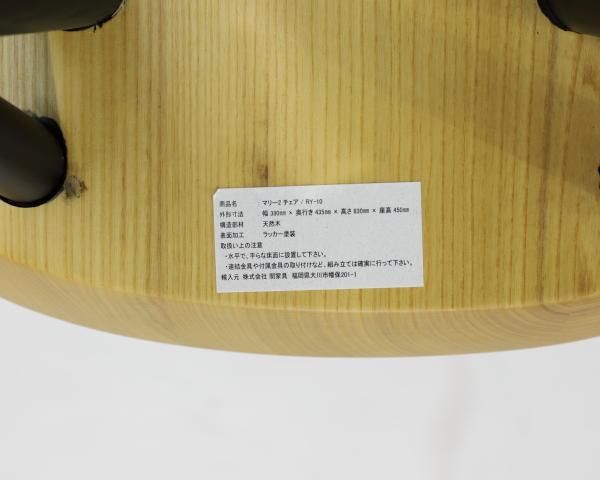 商品名 : マリー2 チェア / RY-10
外形寸法 : 幅 380mm × 奥行き 435mm × 高さ 830mm × 座高 450mm
構造部材 : 天然木
表面加工 : ラッカー塗装
取扱い上の注意
・水平で、平らな床面に設置して下さい。
・連結金具や付属金具の取り付けなど、組み立ては確実に行って下さい。
輸入元 株式会社 関家具 福岡県大川市幡保201-1